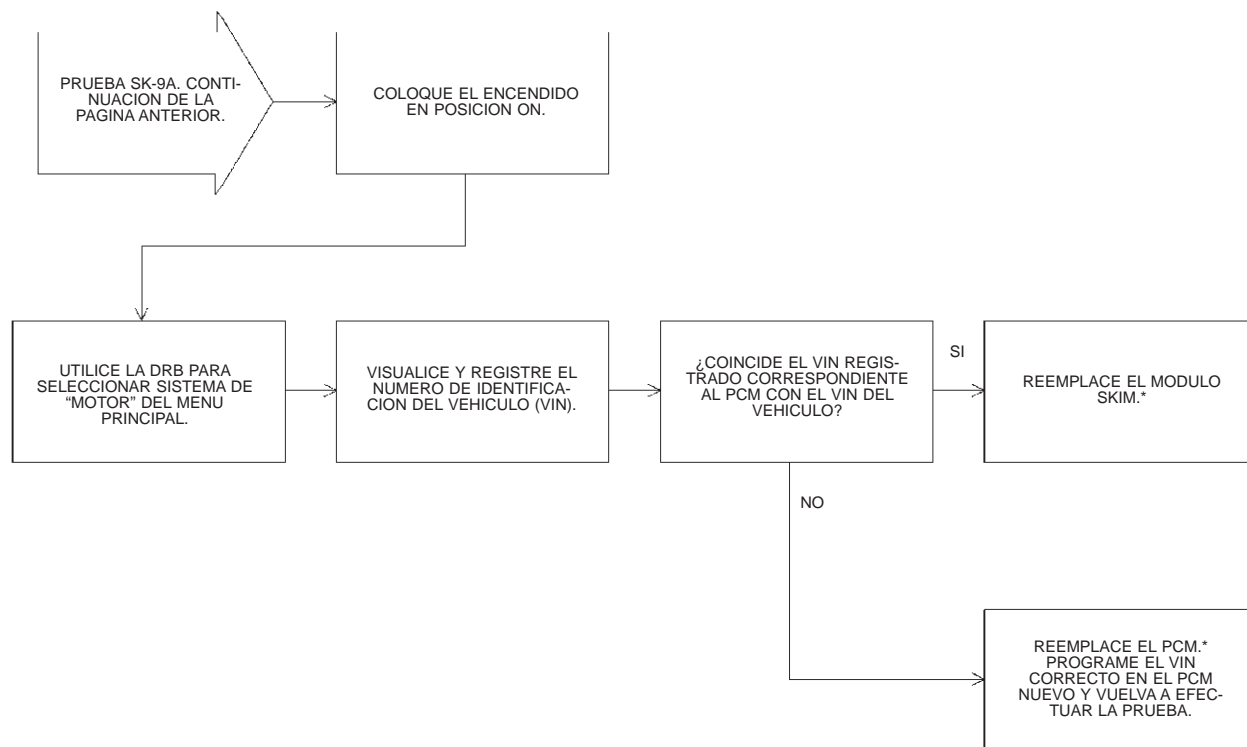 PRUEBA SK-9A. CONTI-
NUACION DE LA
PAGINA ANTERIOR.
COLOQUE EL ENCENDIDO
EN POSICION ON.
UTILICE LA DRB PARA
SELECCIONAR SISTEMA DE
“MOTOR” DEL MENU
PRINCIPAL.
VISUALICE Y REGISTRE EL
NUMERO DE IDENTIFICA-
CION DEL VEHICULO (VIN).
¿COINCIDE EL VIN REGIS-
TRADO CORRESPONDIENTE
AL PCM CON EL VIN DEL
VEHICULO?
SI
REEMPLACE EL MODULO
SKIM.*
NO
REEMPLACE EL PCM.*
PROGRAME EL VIN
CORRECTO EN EL PCM
NUEVO Y VUELVA A EFEC-
TUAR LA PRUEBA.